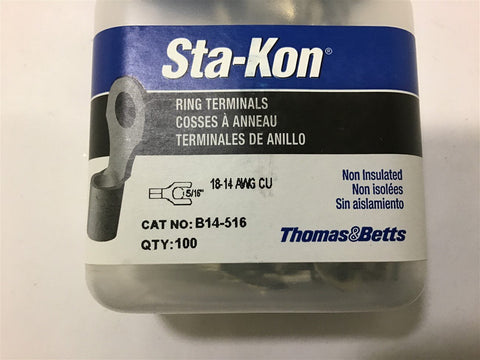 Sta-Kon®
RING TERMINALS
COSSES À ANNEAU
TERMINALES DE ANILLO
5/16"
18-14 AWG CU
CAT NO: B14-516
QTY: 100
Non Insulated
Non isolées
Sin aislamiento
Thomas&Betts